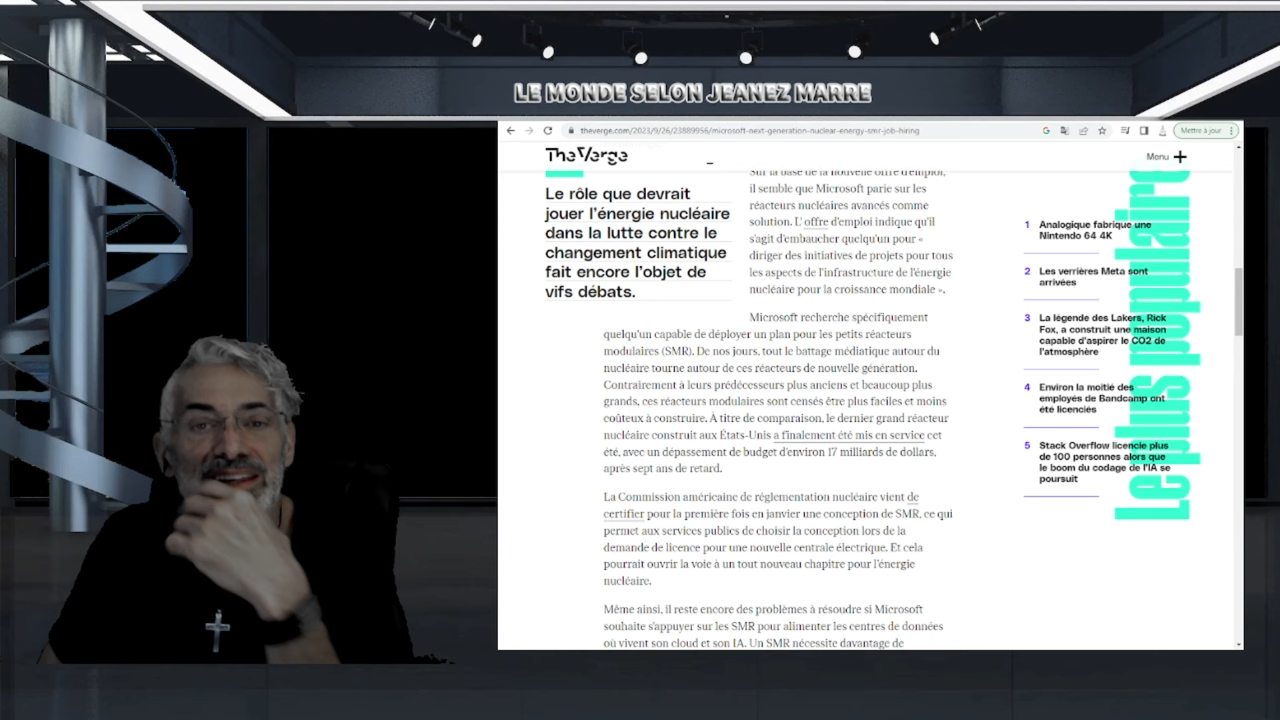 LE MONDE SELON JEANEZ MARRE
theverge.com/2023/9/26/23889956/microsoft-next-generation-nuclear-energy-smr-job-hiring
Mettre à jour
TheVerge
Menu
Le rôle que devrait
jouer l'énergie nucléaire
dans la lutte contre le
changement climatique
fait encore l'objet de
vifs débats.
Sur la base de la nouvelle offre d'emploi,
il semble que Microsoft parie sur les
réacteurs nucléaires avancés comme
solution. L' offre d'emploi indique qu'il
s'agit d'embaucher quelqu'un pour «
diriger des initiatives de projets pour tous
les aspects de l'infrastructure de l'énergie
nucléaire pour la croissance mondiale ».
Microsoft recherche spécifiquement
quelqu'un capable de déployer un plan pour les petits réacteurs
modulaires (SMR). De nos jours, tout le battage médiatique autour du
nucléaire tourne autour de ces réacteurs de nouvelle génération.
Contrairement à leurs prédécesseurs plus anciens et beaucoup plus
grands, ces réacteurs modulaires sont censés être plus faciles et moins
coûteux à construire. À titre de comparaison, le dernier grand réacteur
nucléaire construit aux États-Unis a finalement été mis en service cet
été, avec un dépassement de budget d'environ 17 milliards de dollars,
après sept ans de retard.
La Commission américaine de réglementation nucléaire vient de
certifier pour la première fois en janvier une conception de SMR, ce qui
permet aux services publics de choisir la conception lors de la
demande de licence pour une nouvelle centrale électrique. Et cela
pourrait ouvrir la voie à un tout nouveau chapitre pour l'énergie
nucléaire.
Même ainsi, il reste encore des problèmes à résoudre si Microsoft
souhaite s'appuyer sur les SMR pour alimenter les centres de données
où vivent son cloud et son IA. Un SMR nécessite davantage de
Le plus populaire
1 Analogique fabrique une
Nintendo 64 4K
2 Les verrières Meta sont
arrivées
3 La légende des Lakers, Rick
Fox, a construit une maison
capable d'aspirer le CO2 de
l'atmosphère
4 Environ la moitié des
employés de Bandcamp ont
été licenciés
5 Stack Overflow licencie plus
de 100 personnes alors que
le boom du codage de l'IA se
poursuit